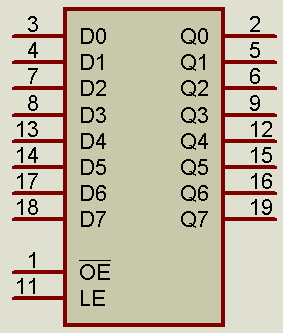 3 D0 Q0 2
4 D1 Q1 5
7 D2 Q2 6
8 D3 Q3 9
13 D4 Q4 12
14 D5 Q5 15
17 D6 Q6 16
18 D7 Q7 19
1 O̅E̅
11 LE